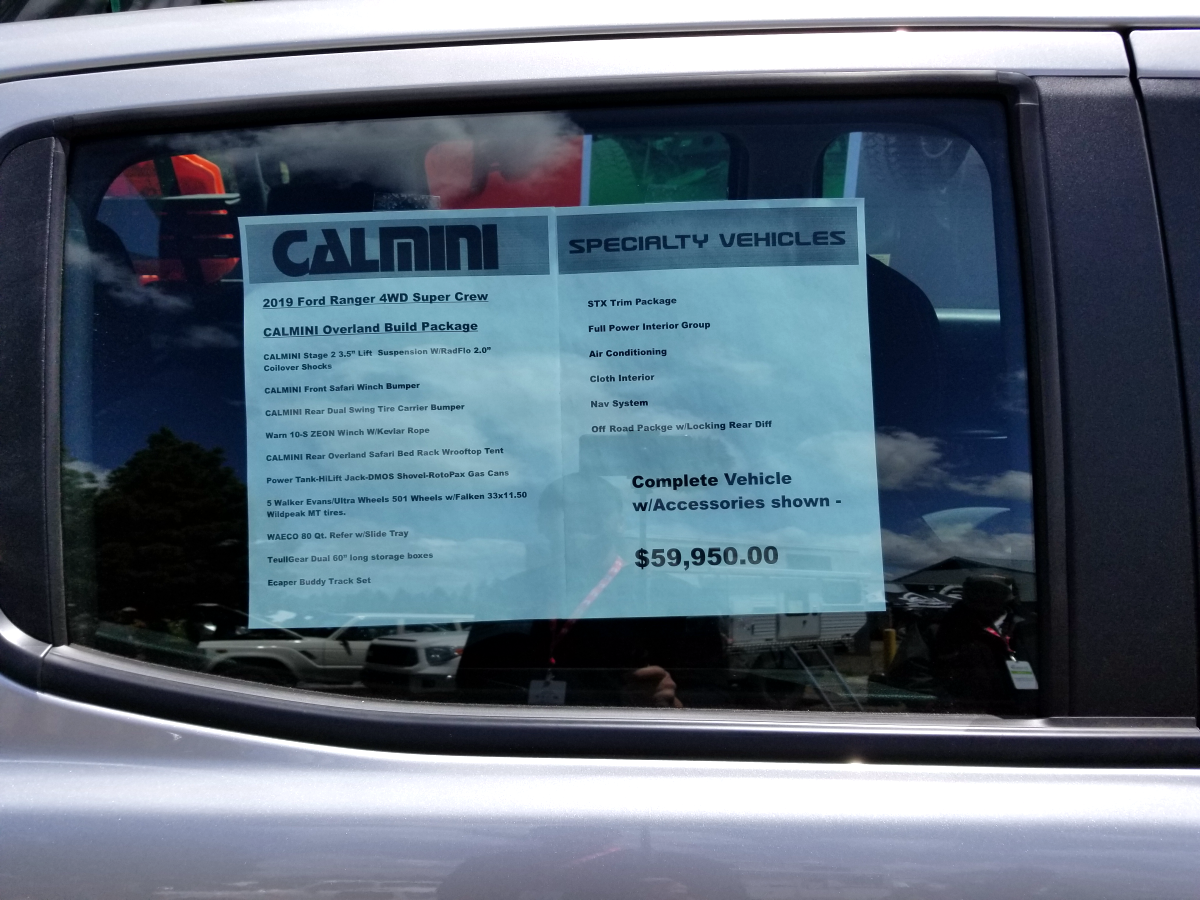 CALMINI
2019 Ford Ranger 4WD Super Crew
CALMINI Overland Build Package
CALMINI Stage 2 3.5" Lift Suspension W/RadFlo 2.0"
Coilover Shocks
CALMINI Front Safari Winch Bumper
CALMINI Rear Dual Swing Tire Carrier Bumper
Warn 10-S ZEON Winch W/Kevlar Rope
CALMINI Rear Overland Safari Bed Rack Wrooftop Tent
Power Tank-HiLift Jack-DMOS Shovel-RotoPax Gas Cans
5 Walker Evans/Ultra Wheels 501 Wheels w/Falken 33x11.50
Wildpeak MT tires.
WAECO 80 Qt. Refer w/Slide Tray
TeullGear Dual 60" long storage boxes
Ecaper Buddy Track Set
SPECIALTY VEHICLES
STX Trim Package
Full Power Interior Group
Air Conditioning
Cloth Interior
Nav System
Off Road Packge w/Locking Rear Diff
Complete Vehicle
w/Accessories shown -
$59,950.00